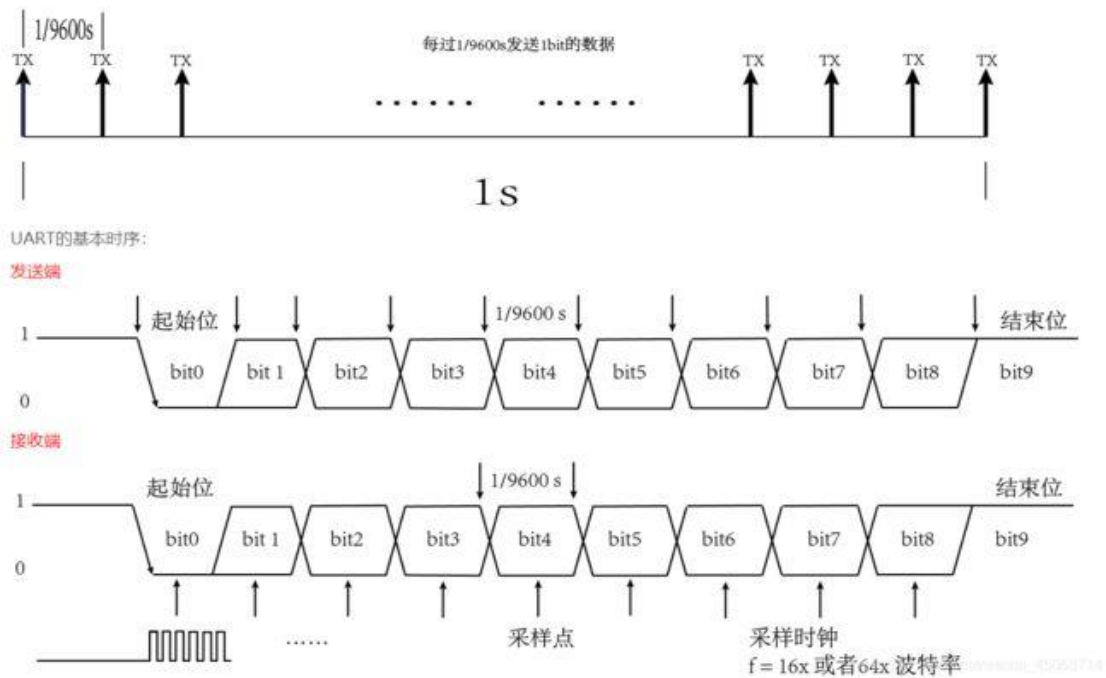 1/9600s
每过1/9600s发送1bit的数据
TX TX TX TX TX TX TX
1s
UART的基本时序：
发送端
起始位 1/9600 s 结束位
1
bit0 bit 1 bit2 bit3 bit4 bit5 bit6 bit7 bit8 bit9
0
接收端
起始位 1/9600 s 结束位
1
bit0 bit 1 bit2 bit3 bit4 bit5 bit6 bit7 bit8 bit9
0
...... 采样点 采样时钟
f = 16x 或者64x 波特率